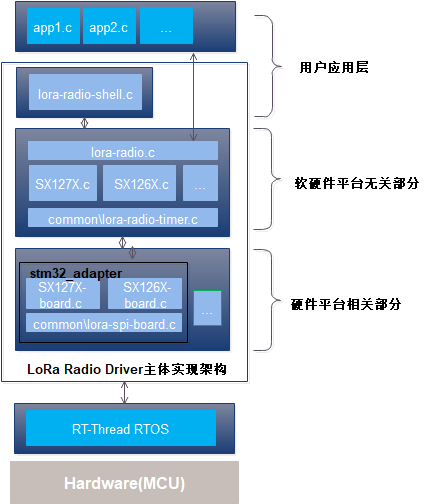 app1.c
app2.c
...
用户应用层
lora-radio-shell.c
lora-radio.c
SX127X.c
SX126X.c
...
软硬件平台无关部分
common\lora-radio-timer.c
stm32_adapter
SX127X-
board.c
SX126X-
board.c
...
硬件平台相关部分
common\lora-spi-board.c
LoRa Radio Driver主体实现架构
RT-Thread RTOS
Hardware(MCU)